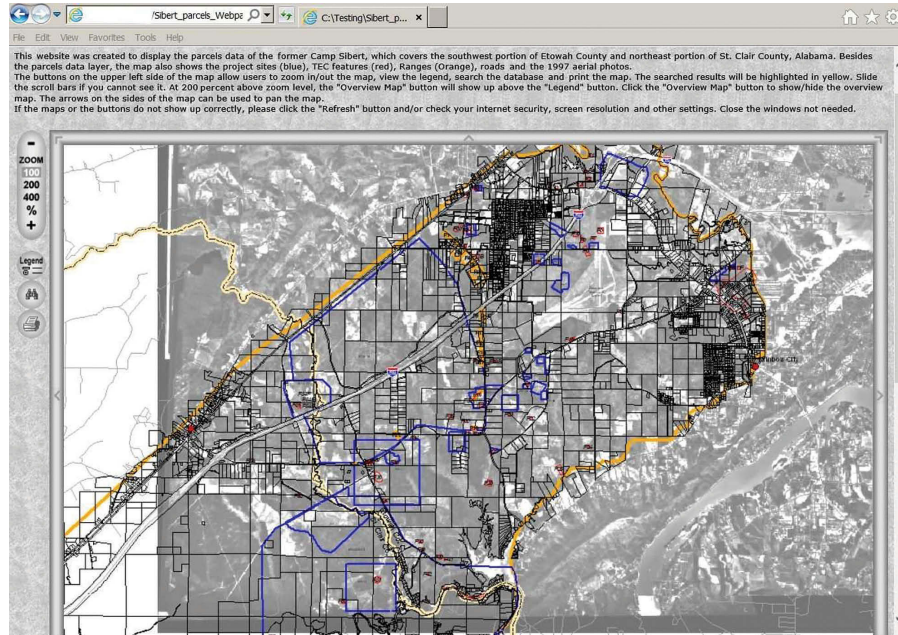 /Sibert_parcels_Webpa
C:\Testing\Sibert_p...
File Edit View Favorites Tools Help
This website was created to display the parcels data of the former Camp Sibert, which covers the southwest portion of Etowah County and northeast portion of St. Clair County, Alabama. Besides
the parcels data layer, the map also shows the project sites (blue), TEC features (red), Ranges (Orange), roads and the 1997 Aerial photos.
The buttons on the upper left side of the map allow users to zoom in/out the map, view the legend, search the database and print the map. The searched results will be highlighted in yellow. Slide
the scroll bars if you cannot see it. At 200 percent above zoom level, the "Overview Map" button will show up above the "Legend" button. Click the "Overview Map" button to show/hide the overview
map. The arrows on the sides of the map can be used to pan the map.
If the maps or the buttons do not show up correctly, please click the "Refresh" button and/or check your internet security, screen resolution and other settings. Close the windows not needed.
-
ZOOM
100
200
400
%
+
Legend